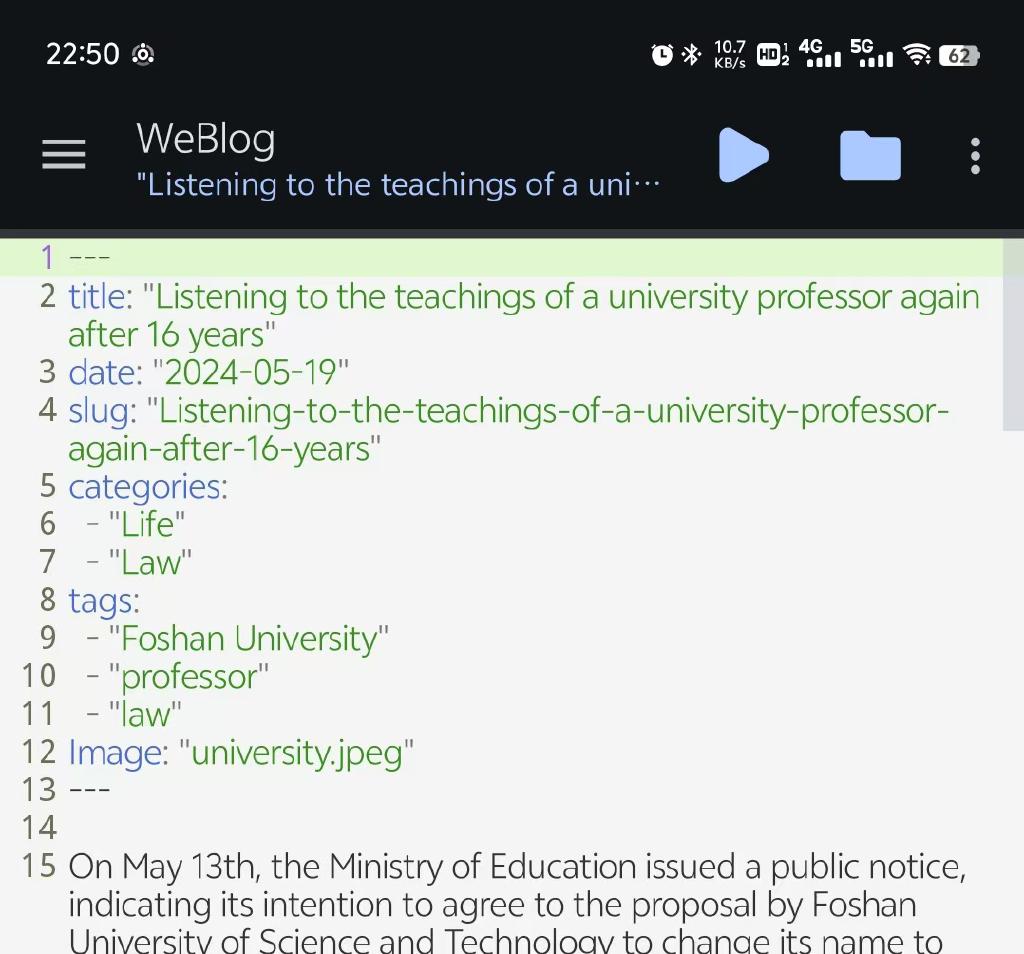 22:50
10.7 KB/s HD 1 2 4G 5G 62
WeBlog
"Listening to the teachings of a uni···
1 ---
2 title: "Listening to the teachings of a university professor again
after 16 years"
3 date: "2024-05-19"
4 slug: "Listening-to-the-teachings-of-a-university-professor-
again-after-16-years"
5 categories:
6 - "Life"
7 - "Law"
8 tags:
9 - "Foshan University"
10 - "professor"
11 - "law"
12 Image: "university.jpeg"
13 ---
14
15 On May 13th, the Ministry of Education issued a public notice,
indicating its intention to agree to the proposal by Foshan
University of Science and Technology to change its name to